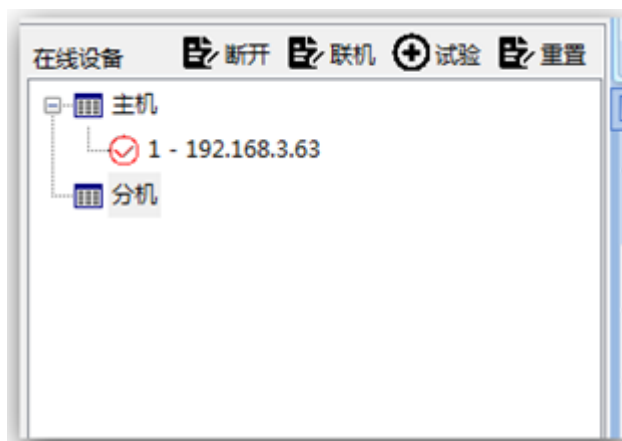 在线设备 断开 联机 试验 重置
主机
1 - 192.168.3.63
分机